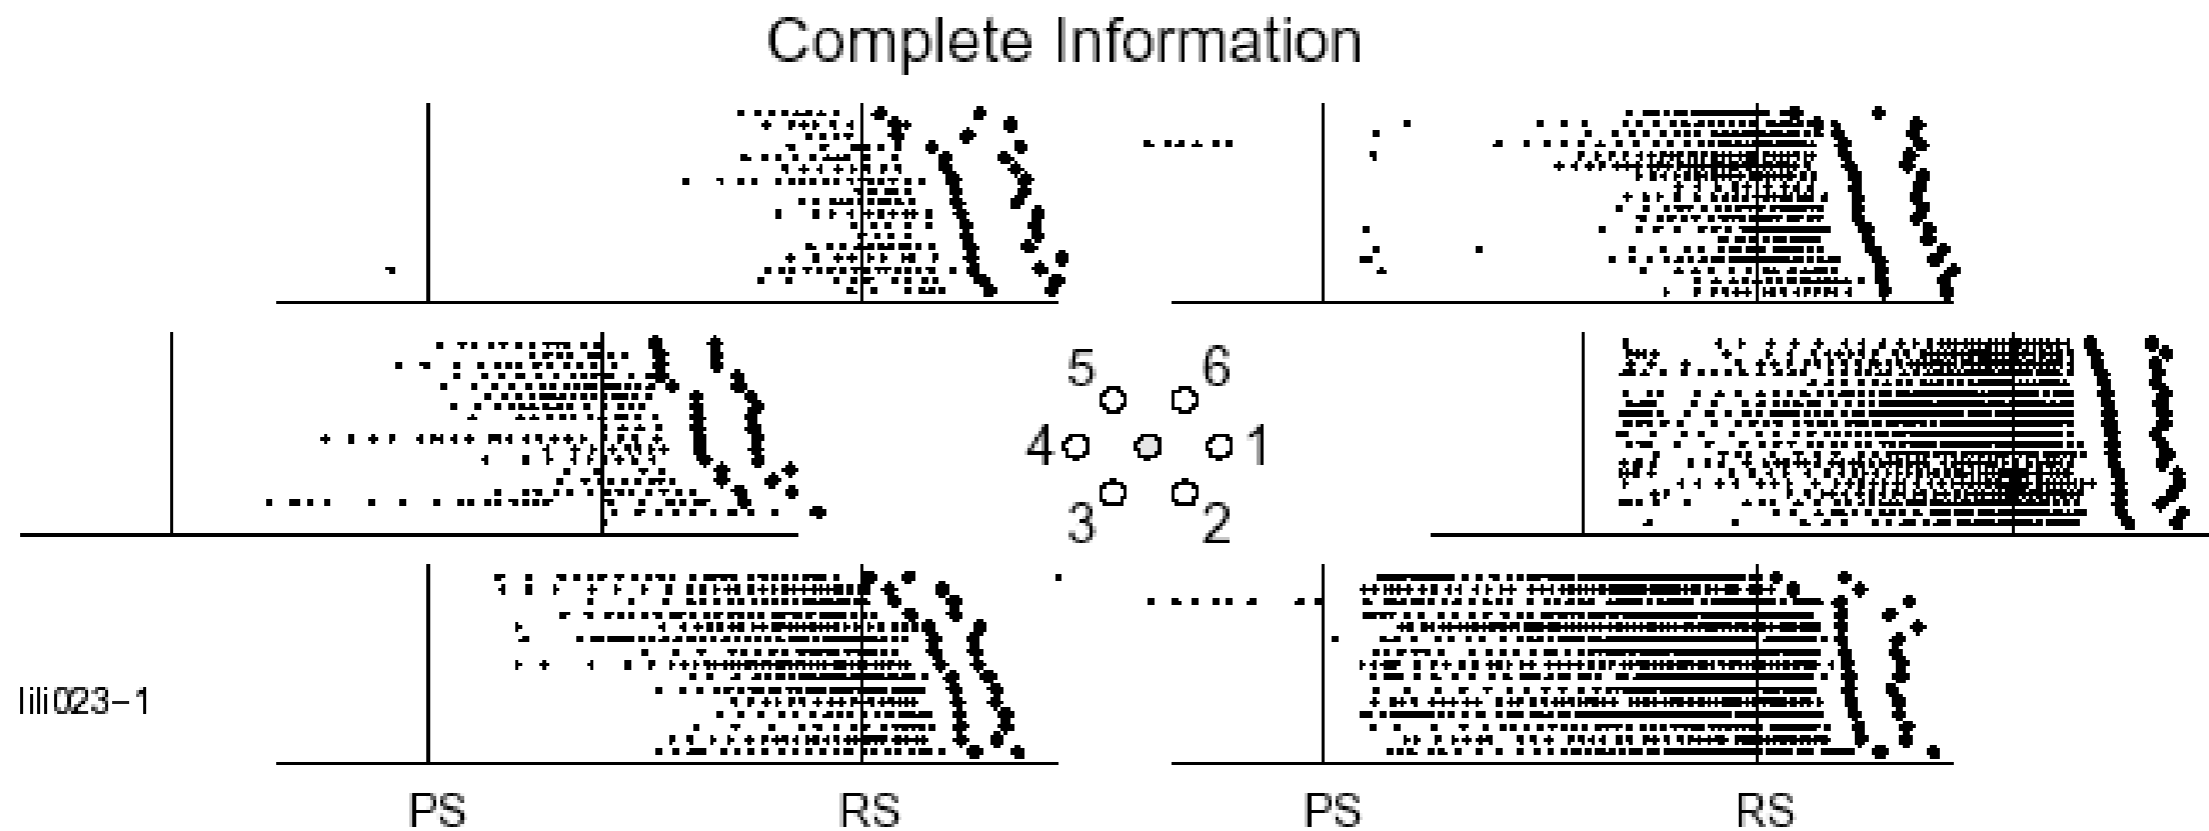 Complete Information
5 6
4 1
3 2
lili023-1
PS RS PS RS